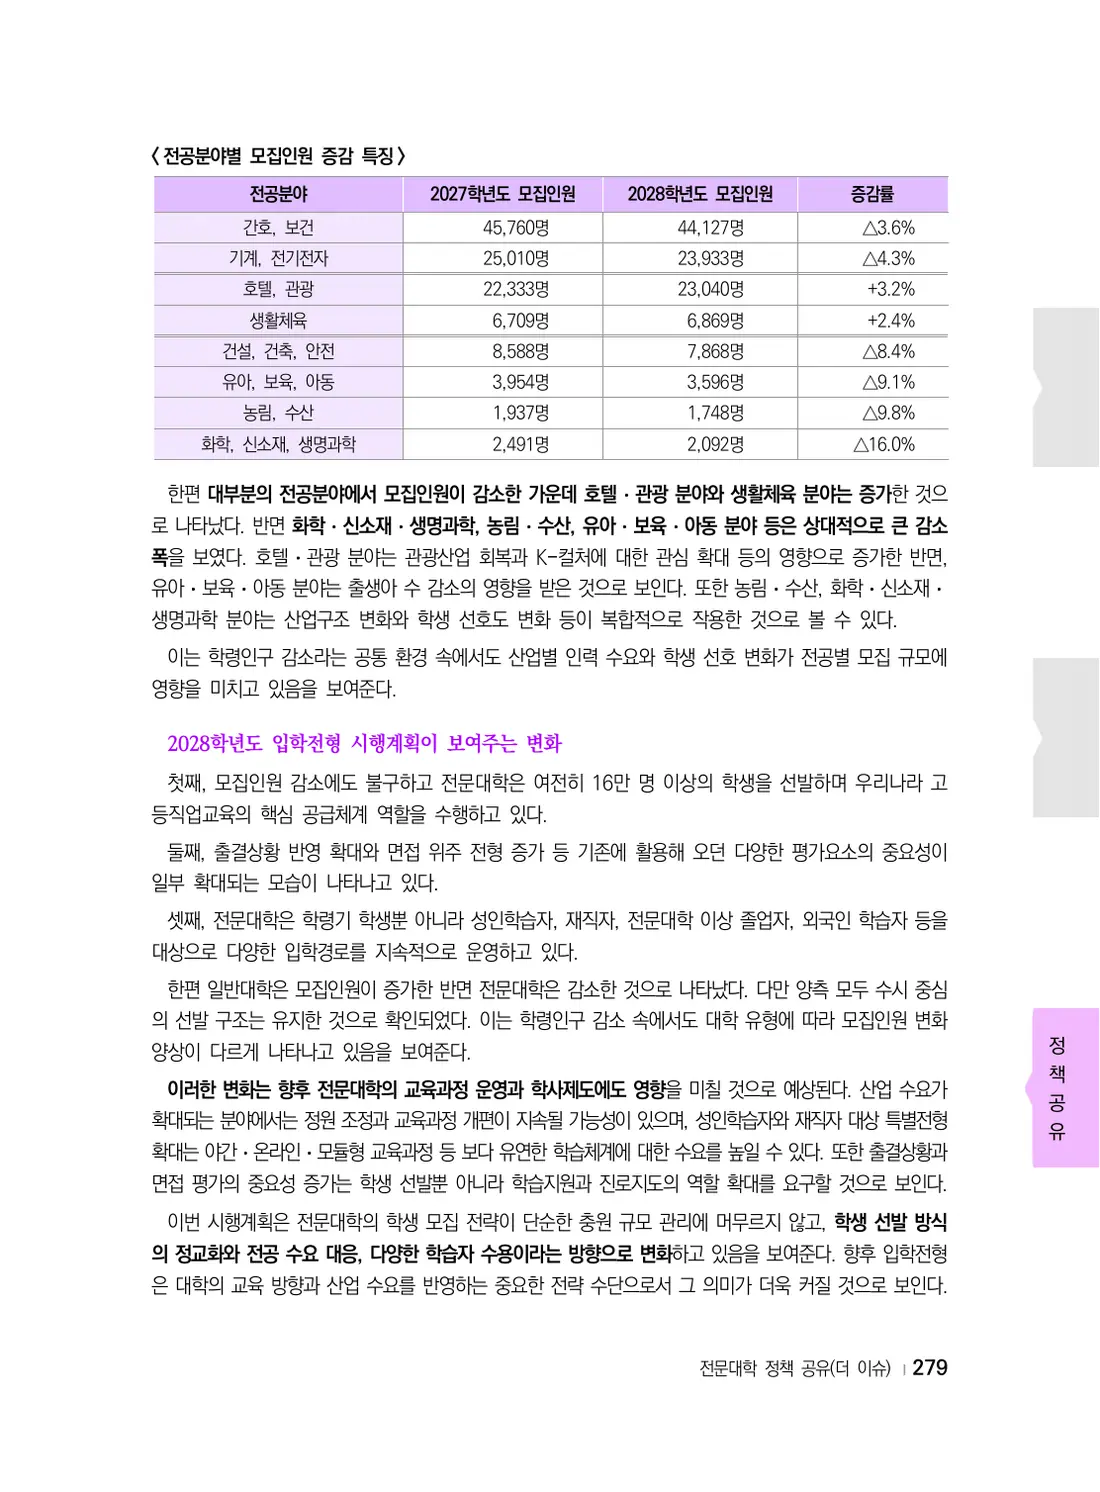 < 전공분야별 모집인원 증감 특징 >
전공분야 2027학년도 모집인원 2028학년도 모집인원 증감률
간호, 보건 45,760명 44,127명 △3.6%
기계, 전기전자 25,010명 23,933명 △4.3%
호텔, 관광 22,333명 23,040명 +3.2%
생활체육 6,709명 6,869명 +2.4%
건설, 건축, 안전 8,588명 7,868명 △8.4%
유아, 보육, 아동 3,954명 3,596명 △9.1%
농림, 수산 1,937명 1,748명 △9.8%
화학, 신소재, 생명과학 2,491명 2,092명 △16.0%
한편 대부분의 전공분야에서 모집인원이 감소한 가운데 호텔·관광 분야와 생활체육 분야는 증가한 것으
로 나타났다. 반면 화학·신소재·생명과학, 농림·수산, 유아·보육·아동 분야 등은 상대적으로 큰 감소
폭을 보였다. 호텔·관광 분야는 관광산업 회복과 K-컬처에 대한 관심 확대 등의 영향으로 증가한 반면,
유아·보육·아동 분야는 출생아 수 감소의 영향을 받은 것으로 보인다. 또한 농림·수산, 화학·신소재·
생명과학 분야는 산업구조 변화와 학생 선호도 변화 등이 복합적으로 작용한 것으로 볼 수 있다.
이는 학령인구 감소라는 공통 환경 속에서도 산업별 인력 수요와 학생 선호 변화가 전공별 모집 규모에
영향을 미치고 있음을 보여준다.
2028학년도 입학전형 시행계획이 보여주는 변화
첫째, 모집인원 감소에도 불구하고 전문대학은 여전히 16만 명 이상의 학생을 선발하며 우리나라 고
등직업교육의 핵심 공급체계 역할을 수행하고 있다.
둘째, 출결상황 반영 확대와 면접 위주 전형 증가 등 기존에 활용해 오던 다양한 평가요소의 중요성이
일부 확대되는 모습이 나타나고 있다.
셋째, 전문대학은 학령기 학생뿐 아니라 성인학습자, 재직자, 전문대학 이상 졸업자, 외국인 학습자 등을
대상으로 다양한 입학경로를 지속적으로 운영하고 있다.
한편 일반대학은 모집인원이 증가한 반면 전문대학은 감소한 것으로 나타났다. 다만 양측 모두 수시 중심
의 선발 구조는 유지한 것으로 확인되었다. 이는 학령인구 감소 속에서도 대학 유형에 따라 모집인원 변화
양상이 다르게 나타나고 있음을 보여준다.
이러한 변화는 향후 전문대학의 교육과정 운영과 학사제도에도 영향을 미칠 것으로 예상된다. 산업 수요가
확대되는 분야에서는 정원 조정과 교육과정 개편이 지속될 가능성이 있으며, 성인학습자와 재직자 대상 특별전형
확대는 야간·온라인·모듈형 교육과정 등 보다 유연한 학습체계에 대한 수요를 높일 수 있다. 또한 출결상황과
면접 평가의 중요성 증가는 학생 선발뿐 아니라 학습지원과 진로지도의 역할 확대를 요구할 것으로 보인다.
이번 시행계획은 전문대학의 학생 모집 전략이 단순한 충원 규모 관리에 머무르지 않고, 학생 선발 방식
의 정교화와 전공 수요 대응, 다양한 학습자 수용이라는 방향으로 변화하고 있음을 보여준다. 향후 입학전형
은 대학의 교육 방향과 산업 수요를 반영하는 중요한 전략 수단으로서 그 의미가 더욱 커질 것으로 보인다.
정
책
공
유
전문대학 정책 공유(더 이슈) | 279